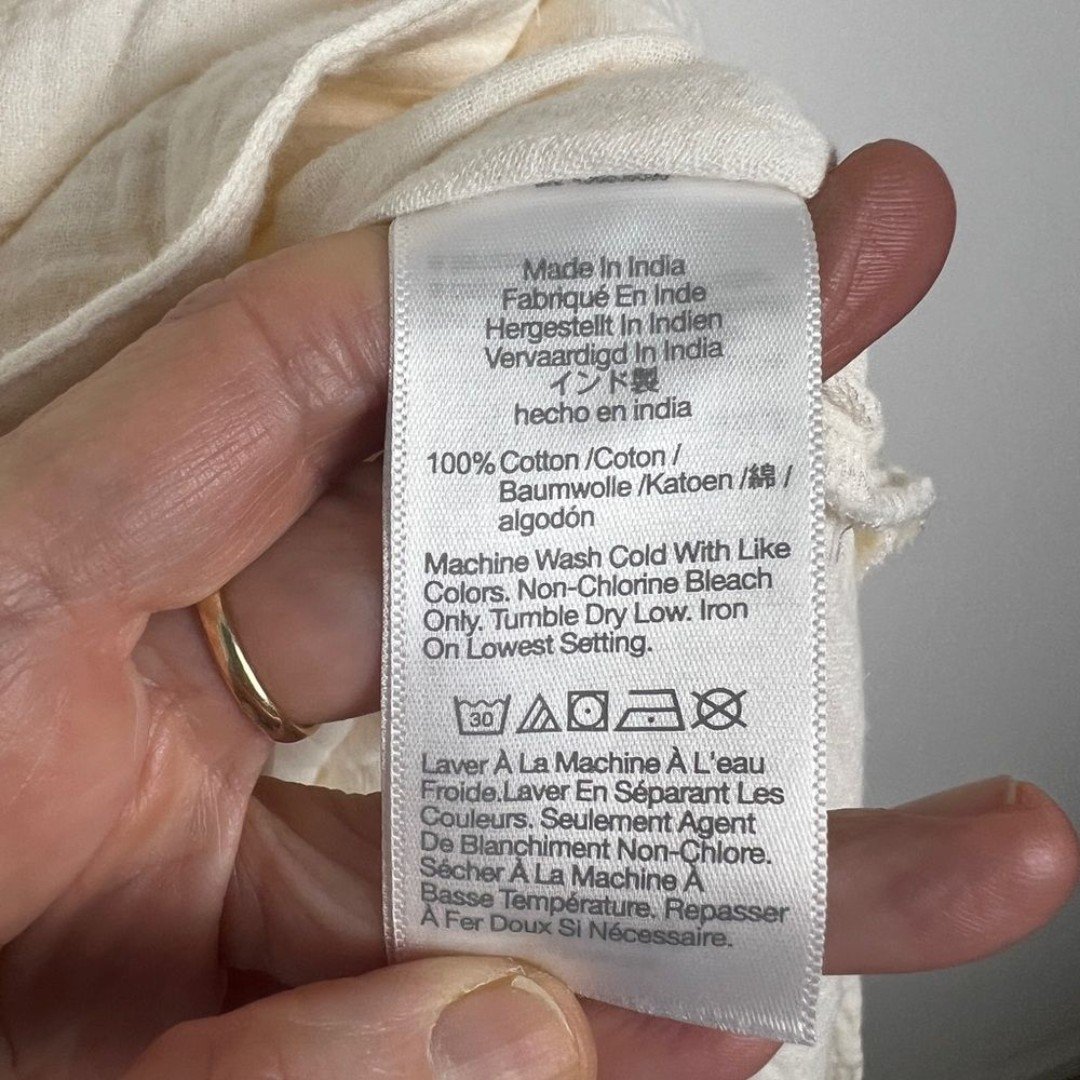 Made In India
Fabriqué En Inde
Hergestellt In Indien
Vervaardigd In India
インド製
hecho en india
100% Cotton /Coton /
Baumwolle /Katoen /綿 /
algodón
Machine Wash Cold With Like
Colors. Non-Chlorine Bleach
Only. Tumble Dry Low. Iron
On Lowest Setting.
30
Laver À La Machine À L'eau
Froide.Laver En Séparant Les
Couleurs. Seulement Agent
De Blanchiment Non-Chlore.
Sécher À La Machine À
Basse Température. Repasser
À Fer Doux Si Nécessaire.